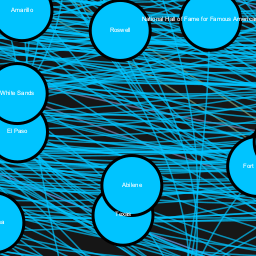 Amarillo
National Hall of Fame for Famous American
Roswell
White Sands
El Paso
Fort
Abilene
Texas